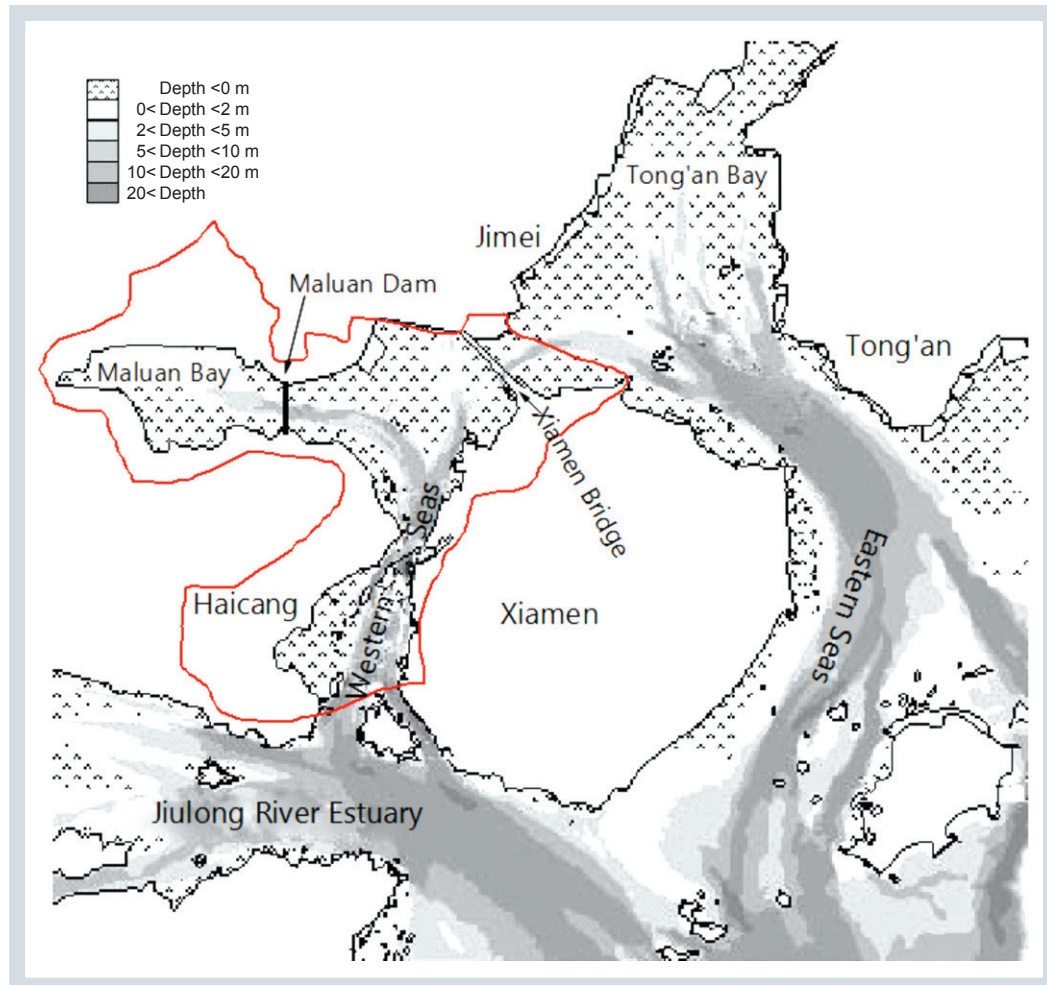 Depth <0 m
0< Depth <2 m
2< Depth <5 m
5< Depth <10 m
10< Depth <20 m
20< Depth
Tong'an Bay
Jimei
Maluan Dam
Tong'an
Maluan Bay
Xiamen Bridge
Western Seas
Eastern Seas
Haicang
Xiamen
Jiulong River Estuary